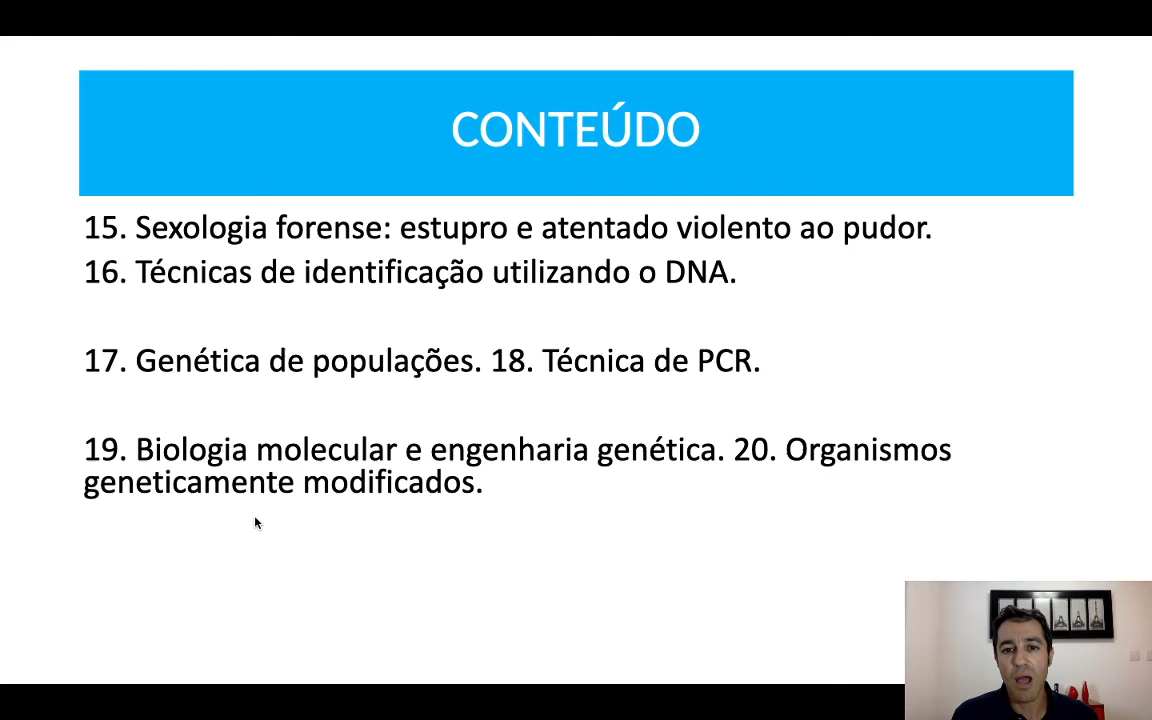 CONTEÚDO
15. Sexologia forense: estupro e atentado violento ao pudor.
16. Técnicas de identificação utilizando o DNA.
17. Genética de populações. 18. Técnica de PCR.
19. Biologia molecular e engenharia genética. 20. Organismos
geneticamente modificados.